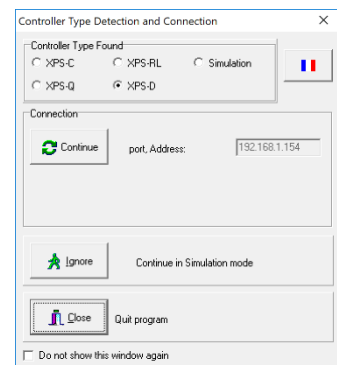 Controller Type Detection and Connection
Controller Type Found
XPS-C XPS-RL Simulation
XPS-Q XPS-D
Connection
Continue port, Address: 192.168.1.154
Ignore Continue in Simulation mode
Close Quit program
Do not show this window again